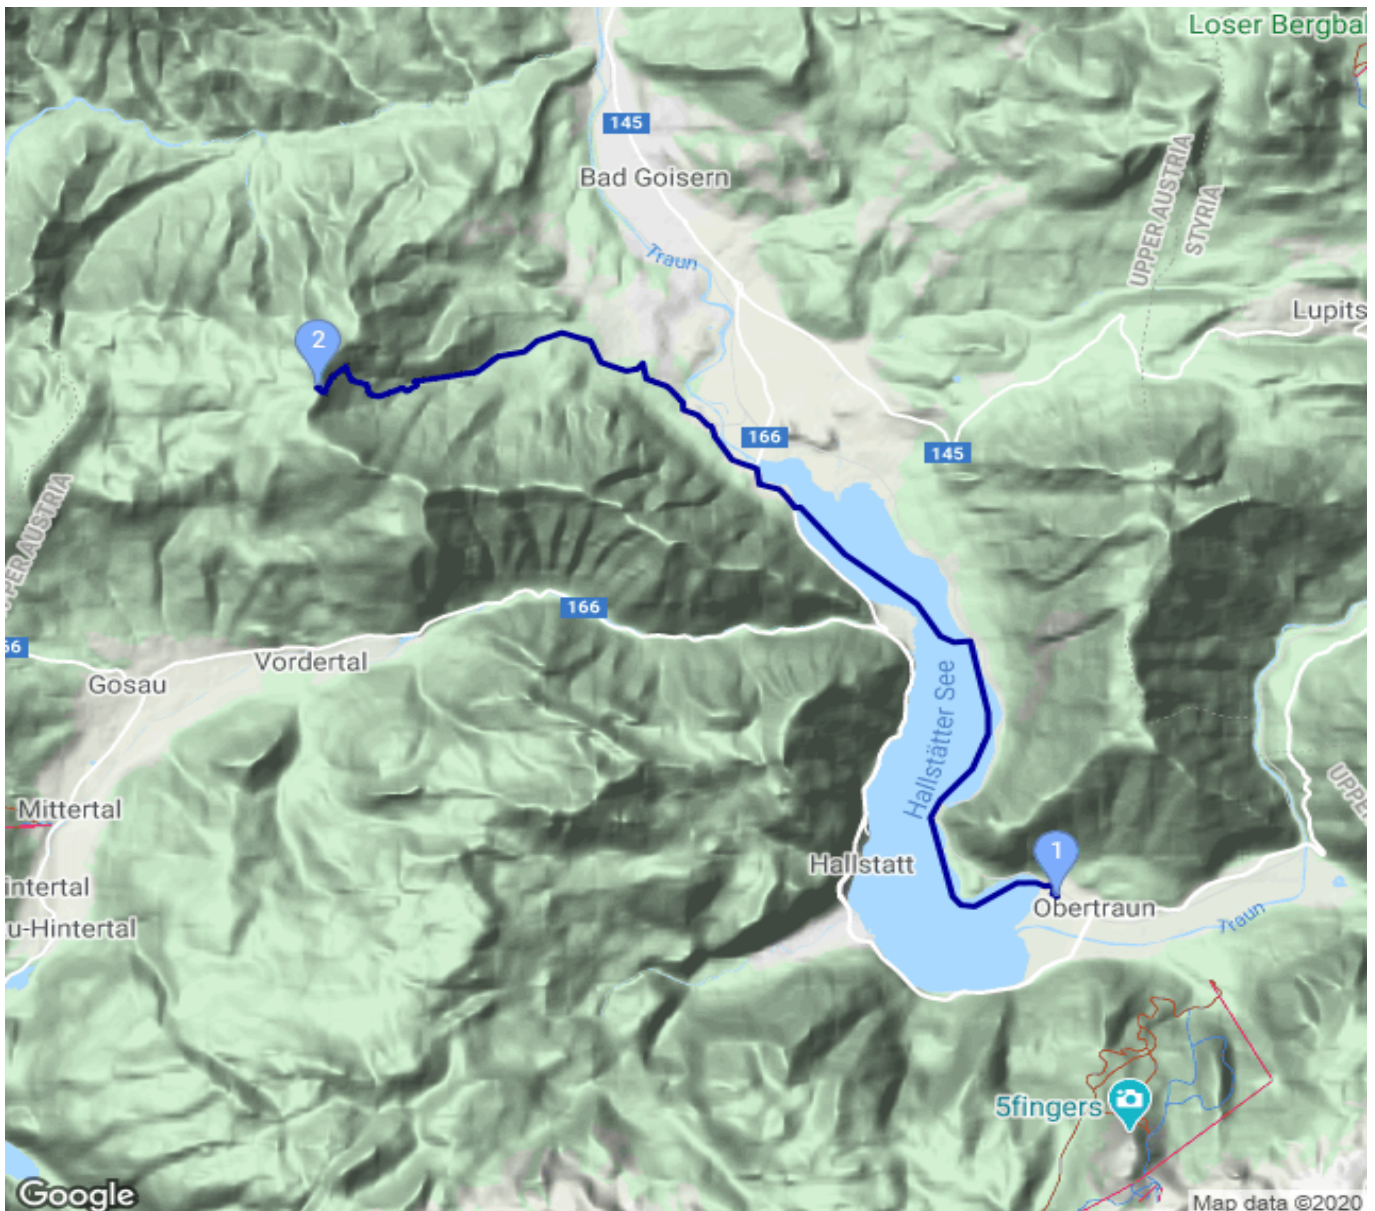 Loser Bergbal
145
Bad Goisern
UPPER AUSTRIA
STYRIA
Traun
Lupits
2
166
145
UPPER AUSTRIA
166
66
Vordertal
Gosau
Hallstätter See
UPPE
Mittertal
1
Hallstatt
intertal
Obertraun
Traun
u-Hintertal
5fingers
Google
Map data ©2020